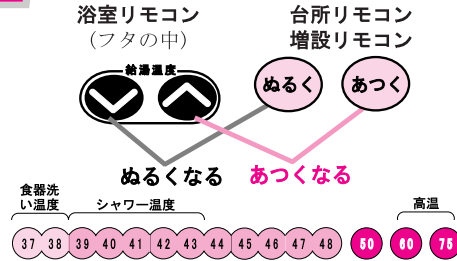 浴室リモコン
(フタの中)
台所リモコン
増設リモコン
給湯温度
ぬるく
あつく
ぬるくなる
あつくなる
食器洗
い温度
シャワー温度
高温
37 38 39 40 41 42 43 44 45 46 47 48 50 60 75